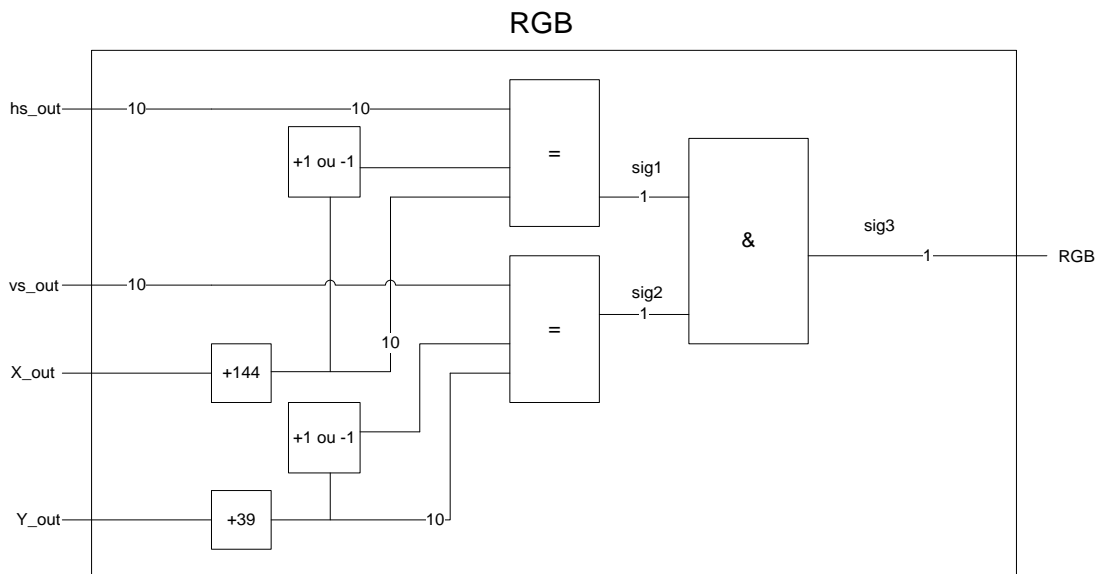 RGB
hs_out
10
10
+1 ou -1
=
sig1
1
&
sig3
1
RGB
vs_out
10
=
sig2
1
10
X_out
+144
+1 ou -1
Y_out
+39
10